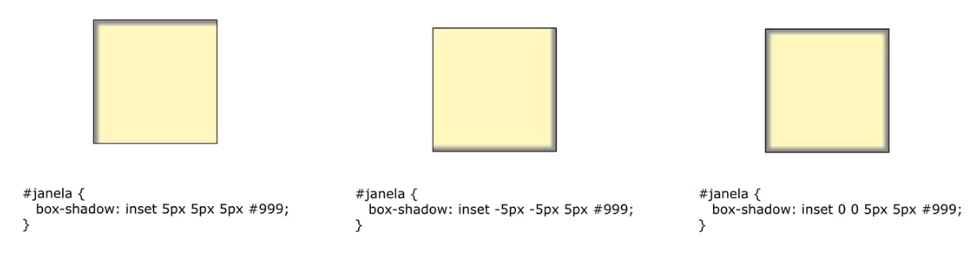 #janela {
box-shadow: inset 5px 5px 5px #999;
}
#janela {
box-shadow: inset -5px -5px 5px #999;
}
#janela {
box-shadow: inset 0 0 5px 5px #999;
}